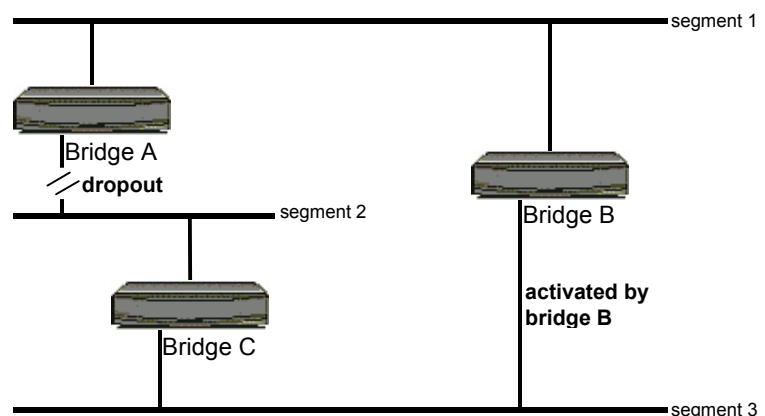 segment 1
Bridge A
dropout
segment 2
Bridge B
activated by
bridge B
Bridge C
segment 3